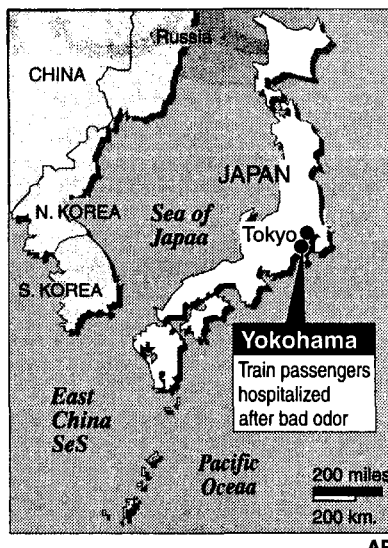 Russia
CHINA
JAPAN
N. KOREA
Sea of
Japaa
Tokyo
S. KOREA
Yokohama
Train passengers
hospitalized
after bad odor
East
China
SeS
Pacific
Oceaa
200 miles
200 km.
AP